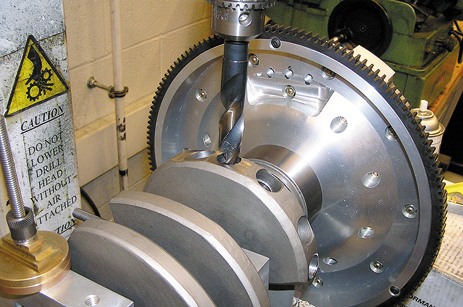 CAUTION
DO NOT
LOWER
DRILL
HEAD
WITHOUT
AIR
ATTACHED